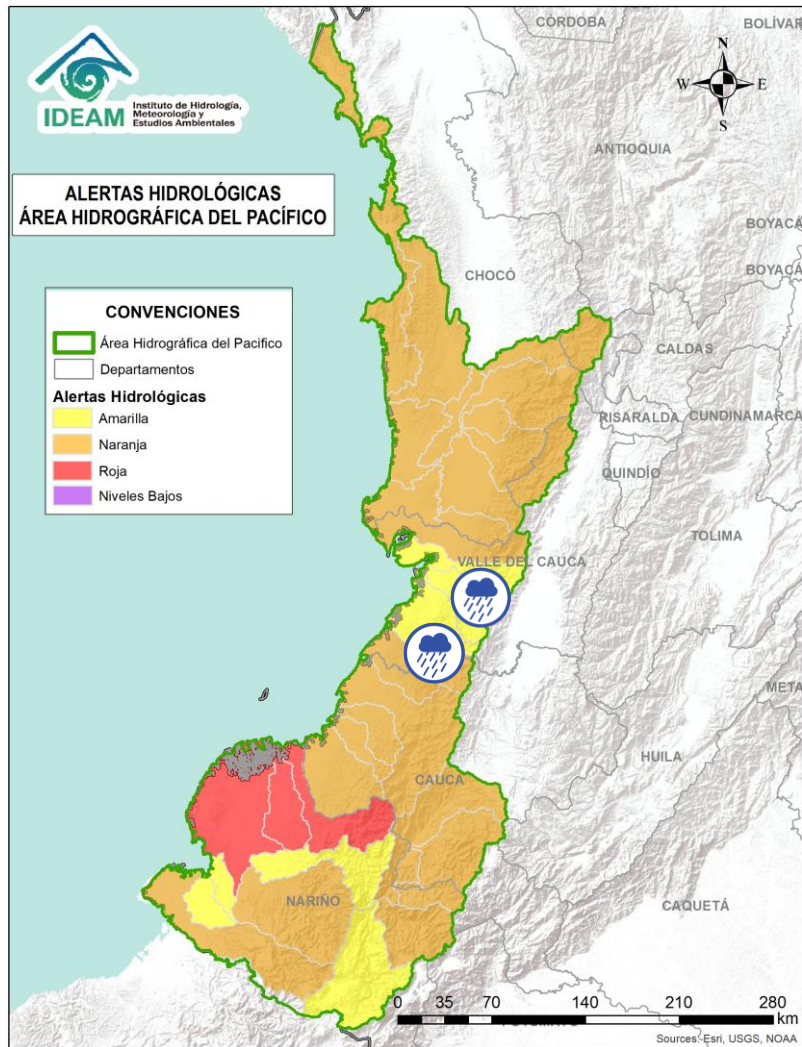 IDEAM
Instituto de Hidrología,
Meteorología y
Estudios Ambientales
ALERTAS HIDROLÓGICAS
ÁREA HIDROGRÁFICA DEL PACÍFICO
CONVENCIONES
Área Hidrográfica del Pacifico
Departamentos
Alertas Hidrológicas
Amarilla
Naranja
Roja
Niveles Bajos
N
W E
S
CÓRDOBA
BOLÍVAR
ANTIOQUIA
BOYACÁ
BOYACÁ
CHOCÓ
CALDAS
RISARALDA
CUNDINAMARCA
QUINDÍO
TOLIMA
VALLE DEL CAUCA
META
HUILA
CAUCA
NARIÑO
CAQUETÁ
0 35 70 140 210 280
km
Sources: Esri, USGS, NOAA